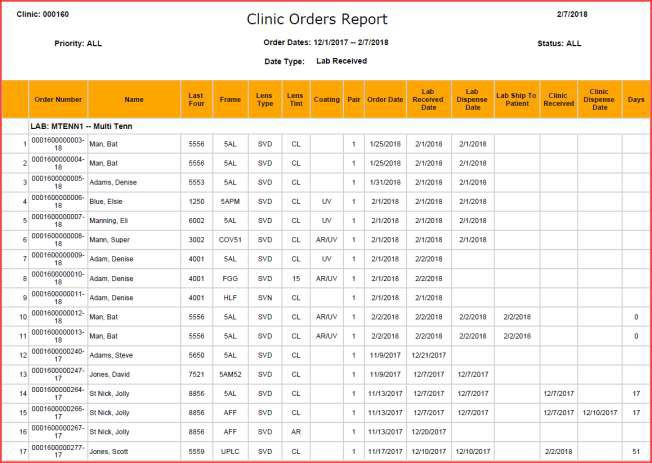 Clinic: 000160
Clinic Orders Report
2/7/2018
Priority: ALL
Order Dates: 12/1/2017 -- 2/7/2018
Status: ALL
Date Type: Lab Received
Order Number Name Last Four Frame Lens Type Lens Tint Coating Pair Order Date Lab Received Date Lab Dispense Date Lab Ship To Patient Clinic Received Clinic Dispense Date Days
LAB: MTENN1 -- Multi Tenn
1 0001600000003-18 Man, Bat 5556 5AL SVD CL 1 1/25/2018 2/1/2018 2/1/2018
2 0001600000004-18 Man, Bat 5556 5AL SVD CL 1 1/25/2018 2/1/2018 2/1/2018
3 0001600000005-18 Adams, Denise 5553 5AL SVD CL 1 1/31/2018 2/1/2018 2/1/2018
4 0001600000006-18 Blue, Elsie 1250 5APM SVD CL UV 1 2/1/2018 2/1/2018 2/1/2018
5 0001600000007-18 Manning, Eli 6002 5AL SVD CL UV 1 2/1/2018 2/1/2018 2/1/2018
6 0001600000008-18 Mann, Super 3002 COV51 SVD CL AR/UV 1 2/1/2018 2/1/2018 2/1/2018
7 0001600000009-18 Adam, Denise 4001 5AL SVD CL UV 1 2/1/2018 2/2/2018
8 0001600000010-18 Adam, Denise 4001 FGG SVD 15 AR/UV 1 2/1/2018 2/2/2018
9 0001600000011-18 Adam, Denise 4001 HLF SVN CL 1 2/1/2018 2/2/2018
10 0001600000012-18 Man, Bat 5556 5AL SVD CL AR/UV 1 2/2/2018 2/2/2018 2/2/2018 2/2/2018 0
11 0001600000013-18 Man, Bat 5556 5AL SVD CL AR/UV 1 2/2/2018 2/2/2018 2/2/2018 2/2/2018 0
12 0001600000240-17 Adams, Steve 5650 5AL SVD CL 1 11/9/2017 12/21/2017
13 0001600000247-17 Jones, David 7521 5AM52 SVD CL 1 11/9/2017 12/7/2017 12/7/2017
14 0001600000264-17 St Nick, Jolly 8856 5AL SVD CL 1 11/13/2017 12/7/2017 12/7/2017 12/7/2017 17
15 0001600000266-17 St Nick, Jolly 8856 AFF SVD CL 1 11/13/2017 12/7/2017 12/7/2017 12/7/2017 12/10/2017 17
16 0001600000267-17 St Nick, Jolly 8856 AFF SVD AR 1 11/13/2017 12/20/2017
17 0001600000277-17 Jones, Scott 5559 UPLC SVD CL 1 11/17/2017 12/10/2017 12/10/2017 2/2/2018 51